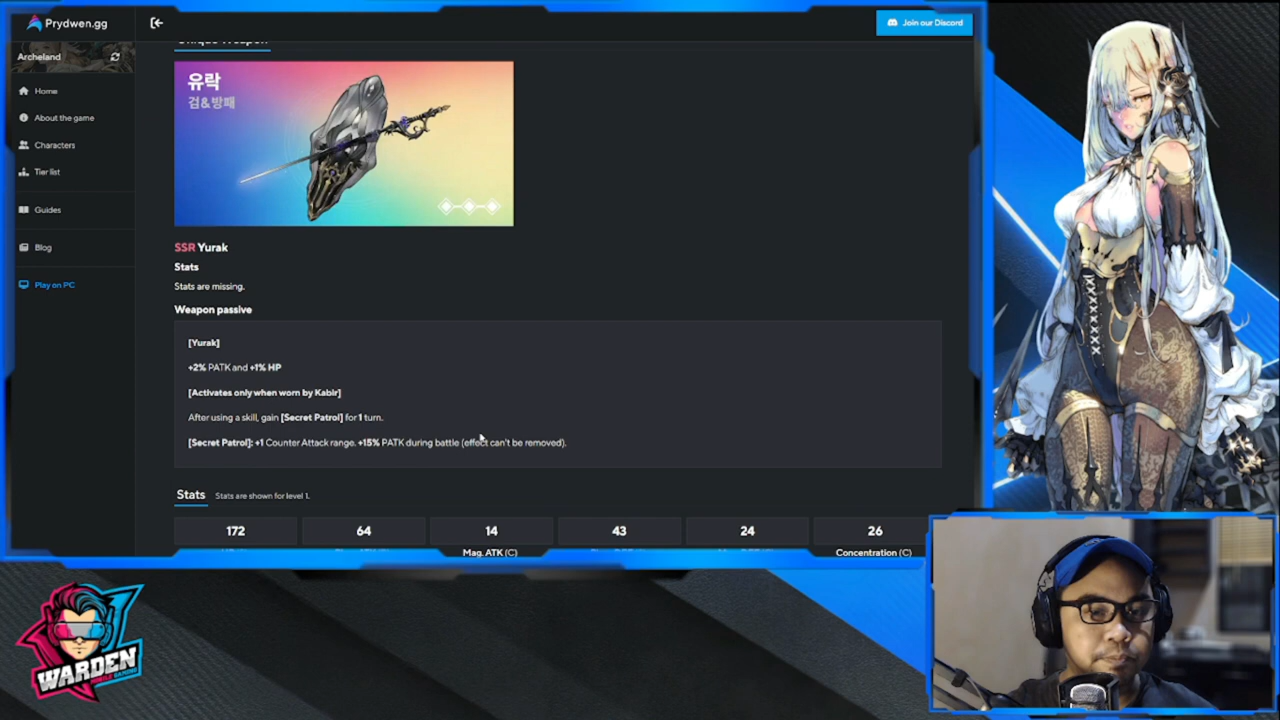 Prydwen.gg
Join our Discord
Archeland
Home
About the game
Characters
Tier list
Guides
Blog
Play on PC
Unique Weapon
유락
검&방패
SSR Yurak
Stats
Stats are missing.
Weapon passive
[Yurak]
+2% PATK and +1% HP
[Activates only when worn by Kabir]
After using a skill, gain [Secret Patrol] for 1 turn.
[Secret Patrol]: +1 Counter Attack range. +15% PATK during battle (effect can't be removed).
Stats Stats are shown for level 1.
172 64 14 43 24 26
Mag. ATK (C) Concentration (C)
WARDEN
MOBILE GAMING